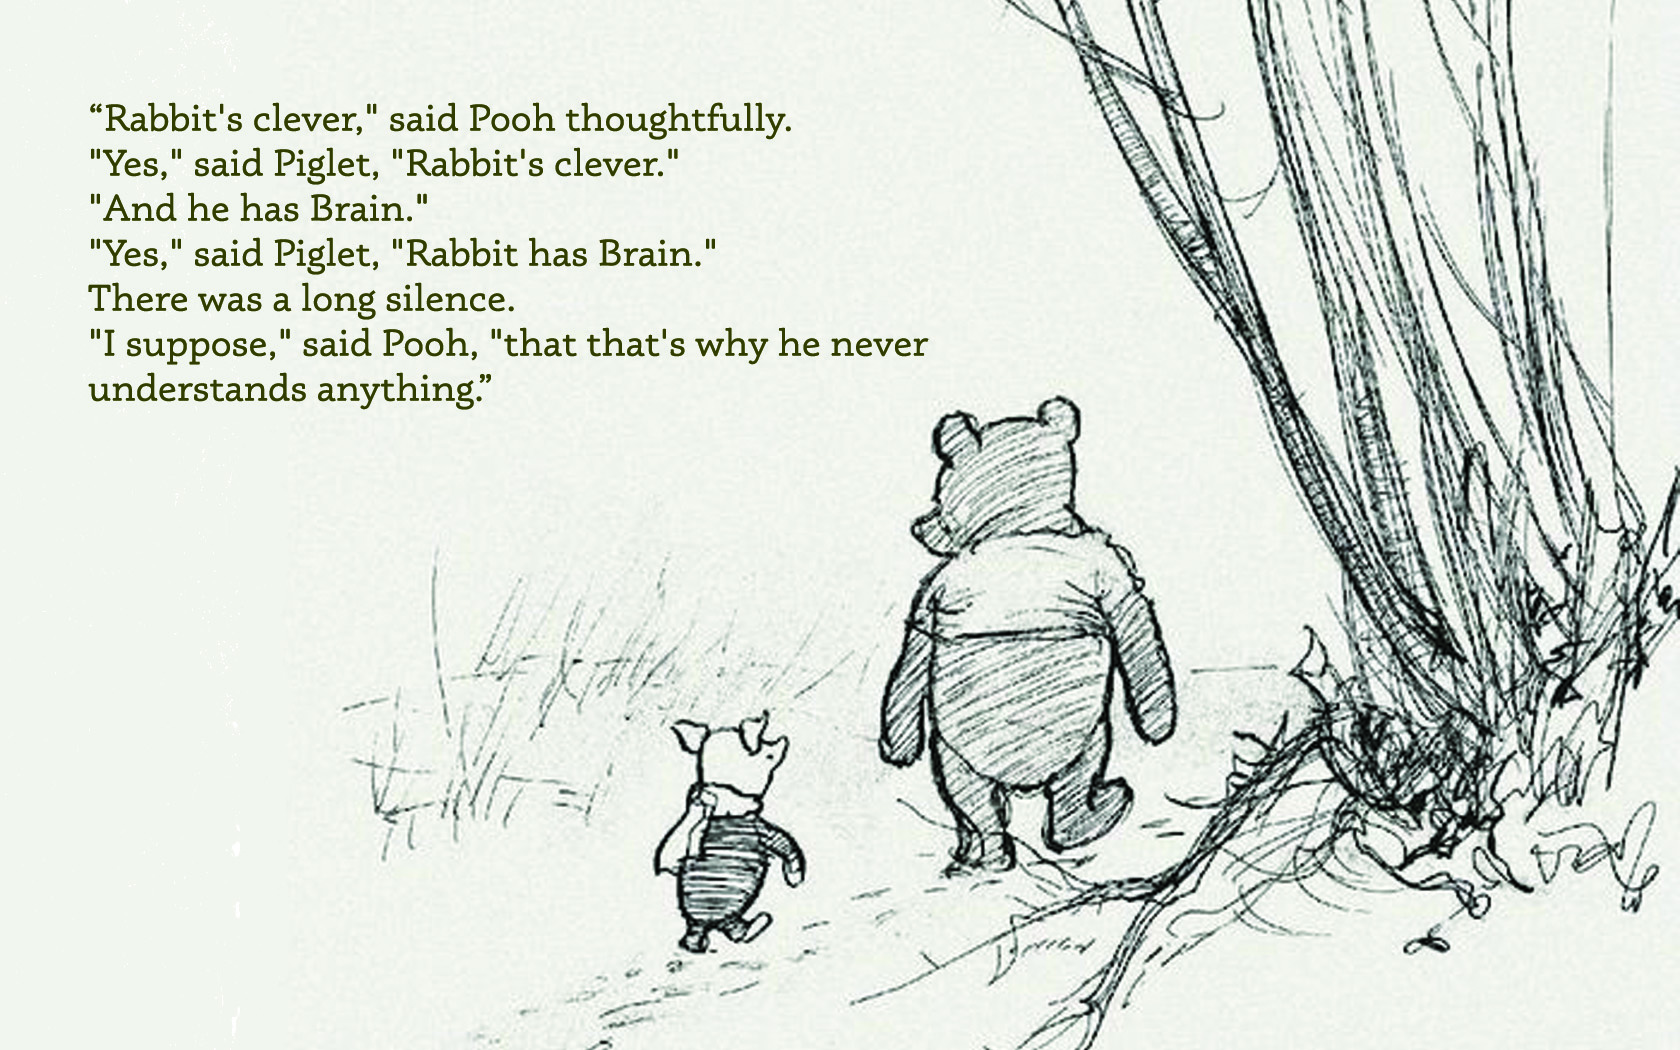 “Rabbit's clever," said Pooh thoughtfully.
"Yes," said Piglet, "Rabbit's clever."
"And he has Brain."
"Yes," said Piglet, "Rabbit has Brain."
There was a long silence.
"I suppose," said Pooh, "that that's why he never
understands anything.”